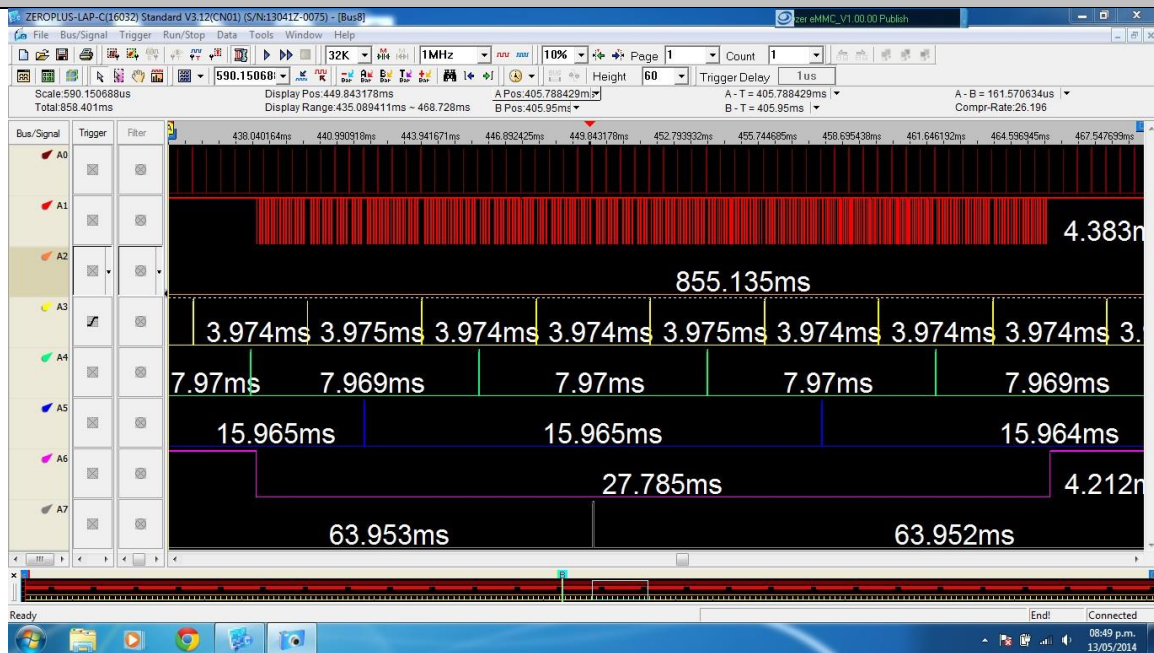 ZEROPLUS-LAP-C(16032) Standard V3.12(CN01) (S/N:13041Z-0075) - [Bus8]
zer eMMC_V1.00.00 Publish
File Bus/Signal Trigger Run/Stop Data Tools Window Help
32K 1MHz 10% Page 1 Count 1
590.15068 Height 60 Trigger Delay 1us
Scale:590.150688us Display Pos:449.843178ms A Pos:405.788429ms A - T = 405.788429ms A - B = 161.570634us
Total:858.401ms Display Range:435.089411ms ~ 468.728ms B Pos:405.95ms B - T = 405.95ms Compr-Rate:26.196
Bus/Signal Trigger Filter 438.040164ms 440.990918ms 443.941671ms 446.892425ms 449.843178ms 452.793932ms 455.744685ms 458.695438ms 461.646192ms 464.596945ms 467.547699ms
A0
A1 4.383m
A2 855.135ms
A3 3.974ms 3.975ms 3.974ms 3.974ms 3.975ms 3.974ms 3.974ms 3.974ms 3.
A4 7.97ms 7.969ms 7.97ms 7.97ms 7.969ms
A5 15.965ms 15.965ms 15.964ms
A6 27.785ms 4.212m
A7 63.953ms 63.952ms
B
Ready End! Connected
08:49 p.m.
13/05/2014